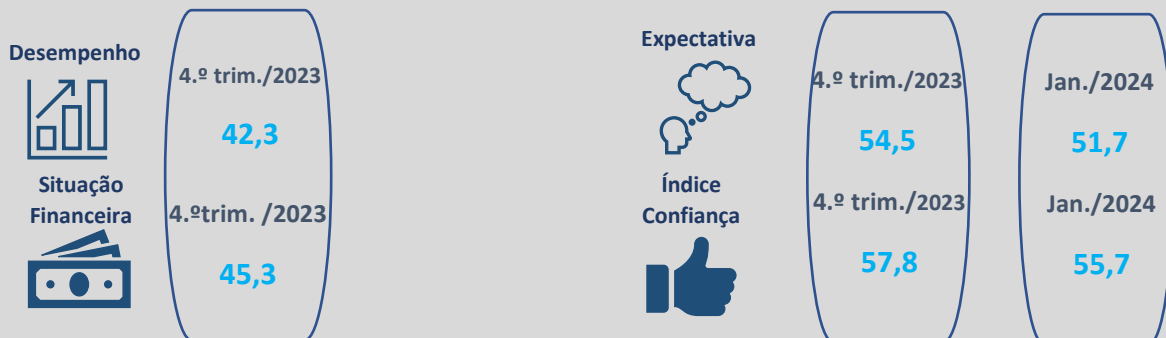 Desempenho
4.º trim./2023
42,3
Situação
Financeira
4.ºtrim. /2023
45,3
Expectativa
4.º trim./2023
Jan./2024
54,5
51,7
Índice
Confiança
4.º trim./2023
Jan./2024
57,8
55,7